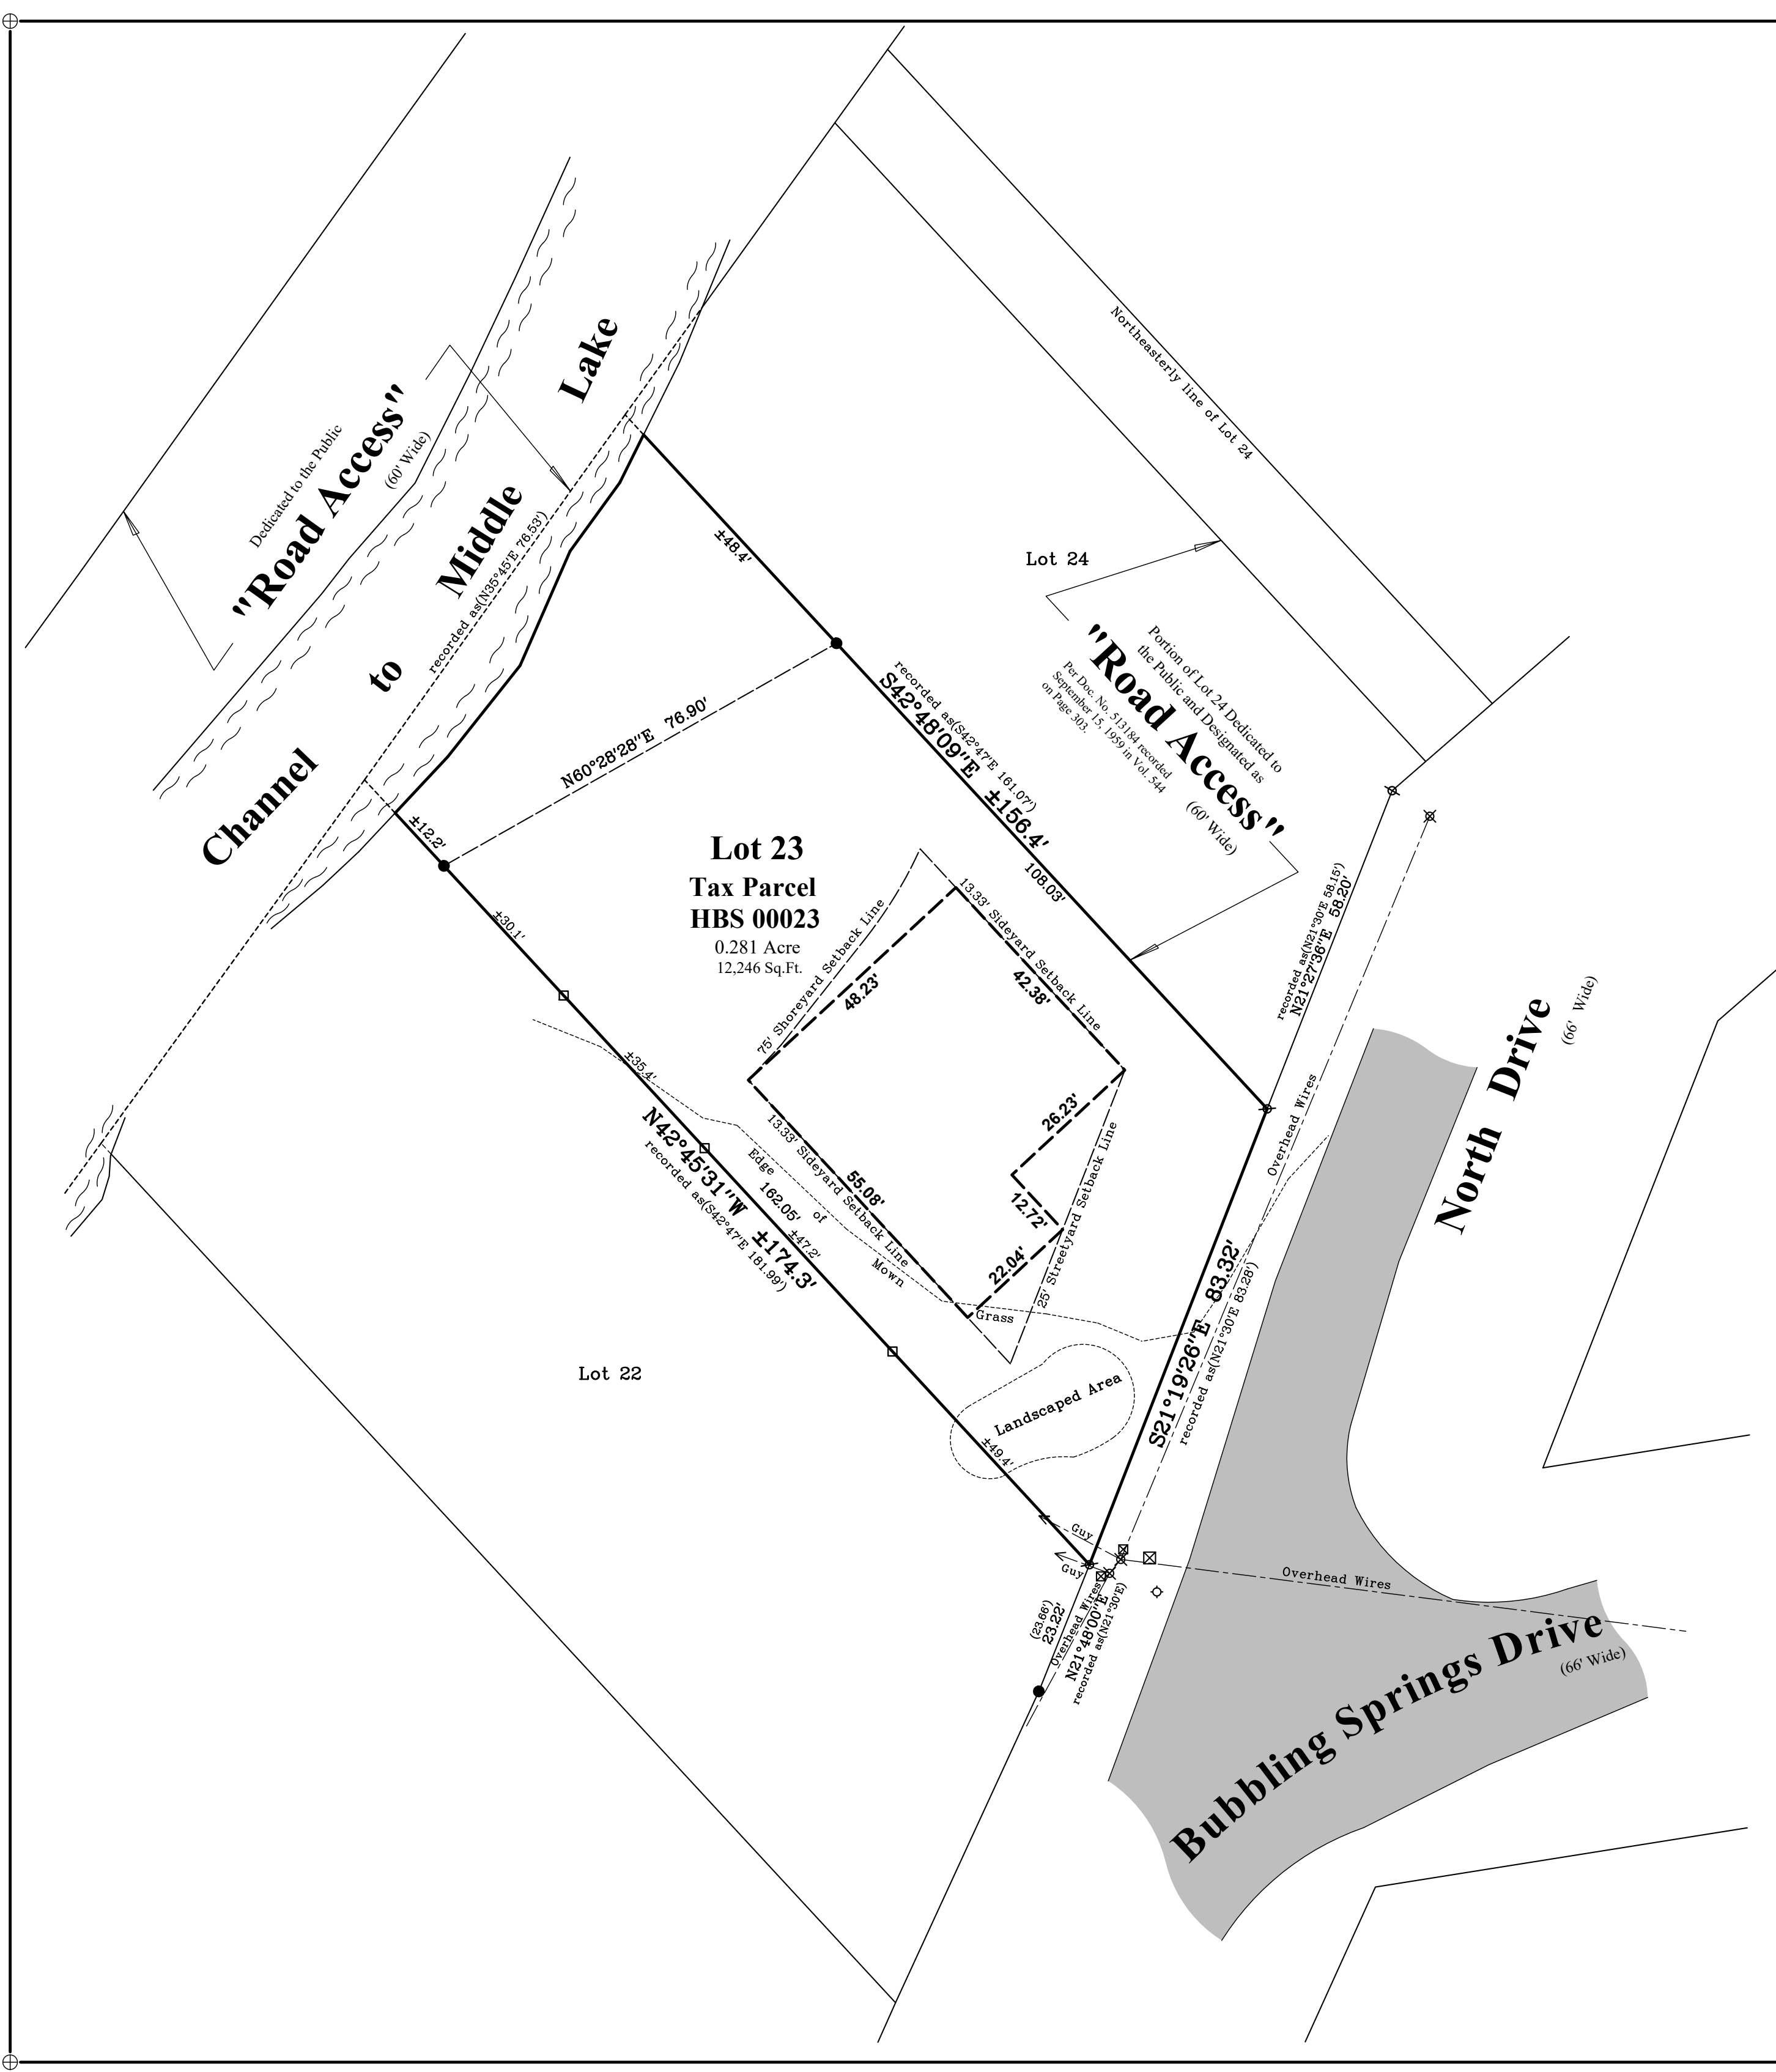 Northeasterly line of Lot 24
Lake
Dedicated to the Public
"Road Access"
(60' Wide)
Middle
recorded as(N35°45'E 76.53')
to
Channel
±48.4'
Lot 24
Portion of Lot 24 Dedicated to
the Public and Designated as
"Road Access"
(60' Wide)
Per Doc. No. 513184 recorded
September 15, 1959 in Vol. 544
on Page 303.
recorded as(S42°47'E 161.07')
S42°48'09"E ±156.4'
108.03'
N60°28'28"E 76.90'
±12.2'
±30.1'
Lot 23
Tax Parcel
HBS 00023
0.281 Acre
12,246 Sq.Ft.
75' Shoreyard Setback Line
48.23'
13.33' Sideyard Setback Line
42.38'
recorded as(N21°30'E 58.15')
N21°27'36"E 58.20'
North Drive
(66' Wide)
Overhead Wires
±35.4'
N42°45'31"W ±174.3'
recorded as(S42°47'E 181.99')
Edge of Mown Grass
162.05'
±47.2'
13.33' Sideyard Setback Line
55.08'
26.23'
12.72'
22.04'
25' Streetyard Setback Line
S21°19'26"E 83.32'
recorded as(N21°30'E 83.28')
Lot 22
Landscaped Area
±49.4'
Guy
Guy
Overhead Wires
(23.66')
23.22'
Overhead Wires
N21°48'00"E
recorded as(N21°30'E)
Bubbling Springs Drive
(66' Wide)